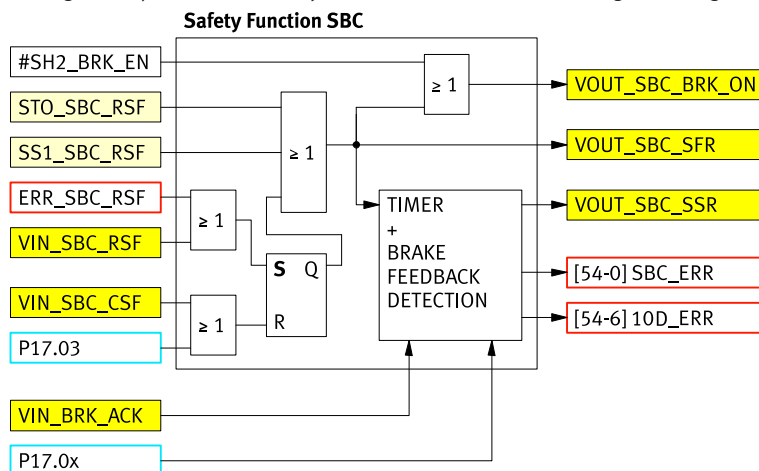 Safety Function SBC
#SH2_BRK_EN
STO_SBC_RSF
SS1_SBC_RSF
ERR_SBC_RSF
VIN_SBC_RSF
VIN_SBC_CSF
P17.03
VIN_BRK_ACK
P17.0x
≥ 1
≥ 1
≥ 1
≥ 1
S Q
R
TIMER
+
BRAKE
FEEDBACK
DETECTION
VOUT_SBC_BRK_ON
VOUT_SBC_SFR
VOUT_SBC_SSR
[54-0] SBC_ERR
[54-6] 10D_ERR